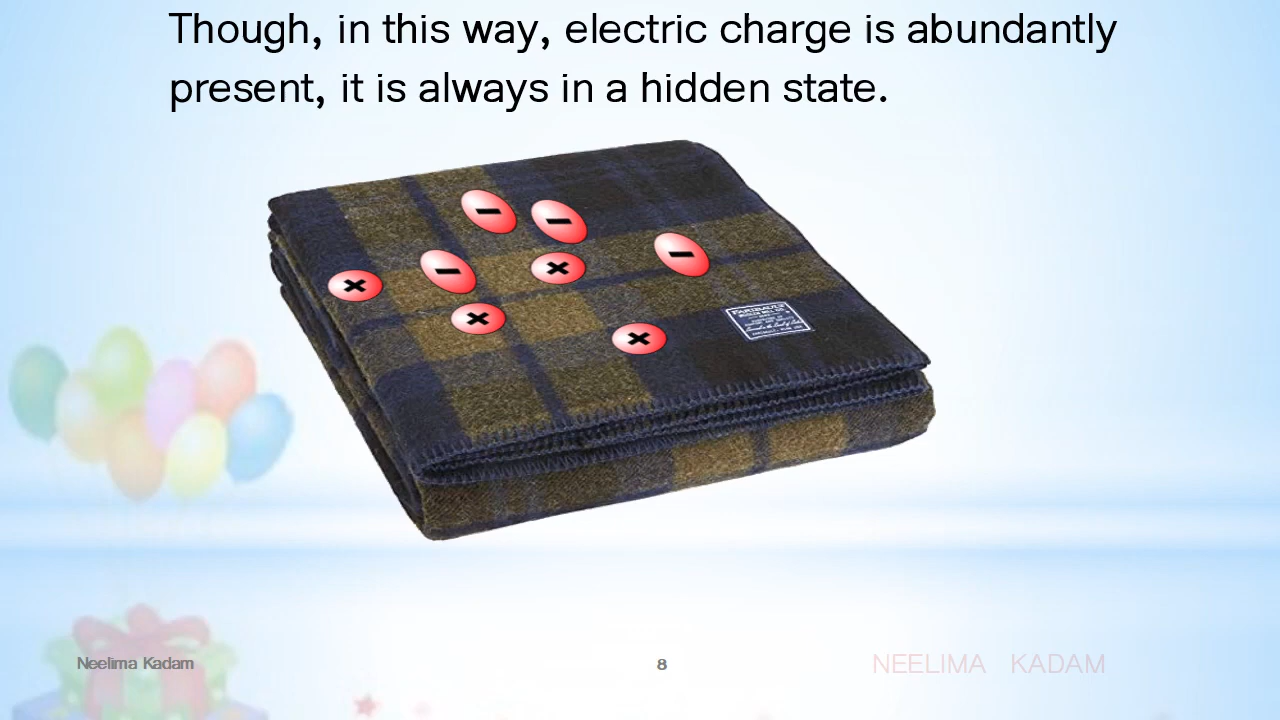 Though, in this way, electric charge is abundantly
present, it is always in a hidden state.
FARIBAULT
Neelima Kadam
8
NEELIMA KADAM